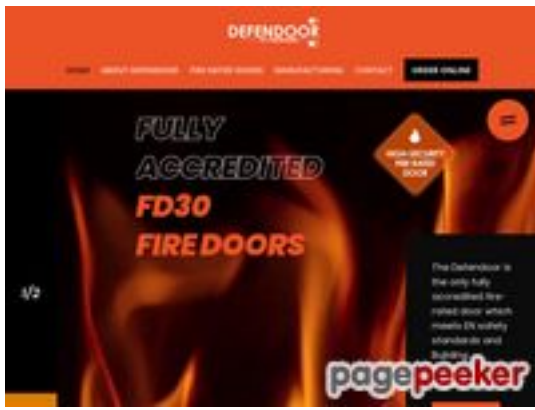 DEFENDOOR
HOME ABOUT DEFENDOOR FIRE RATED DOORS MANUFACTURING CONTACT ORDER ONLINE
FULLY
ACCREDITED
FD30
FIRE DOORS
HIGH SECURITY
FIRE RATED
DOOR
1/2
The Defendoor is
the only fully
accredited fire-
rated door which
meets EN safety
standards and
Building
pagepeeker